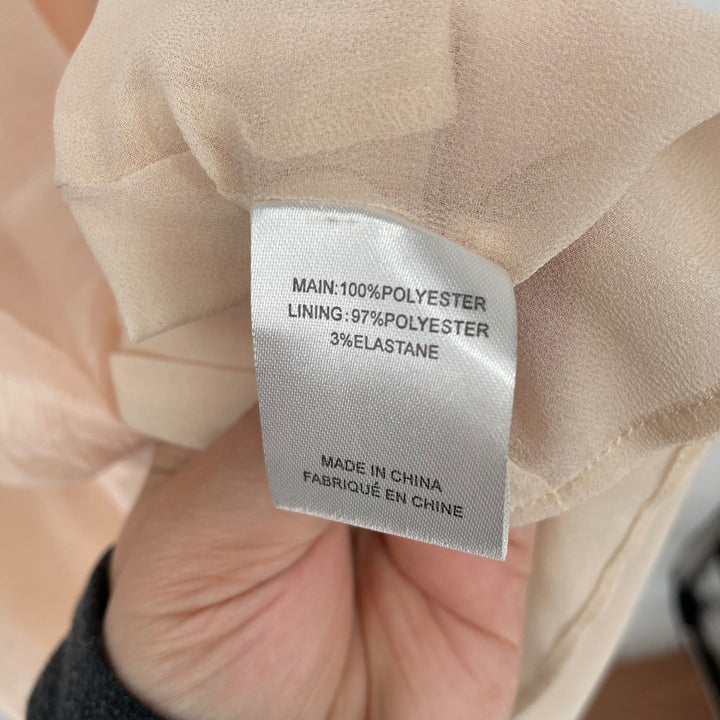 MAIN:100%POLYESTER
LINING:97%POLYESTER
3%ELASTANE
MADE IN CHINA
FABRIQUÉ EN CHINE